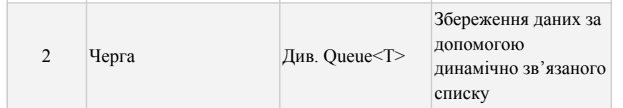 2
Черга
Див. Queue<T>
Збереження даних за
допомогою
динамічно зв’язаного
списку